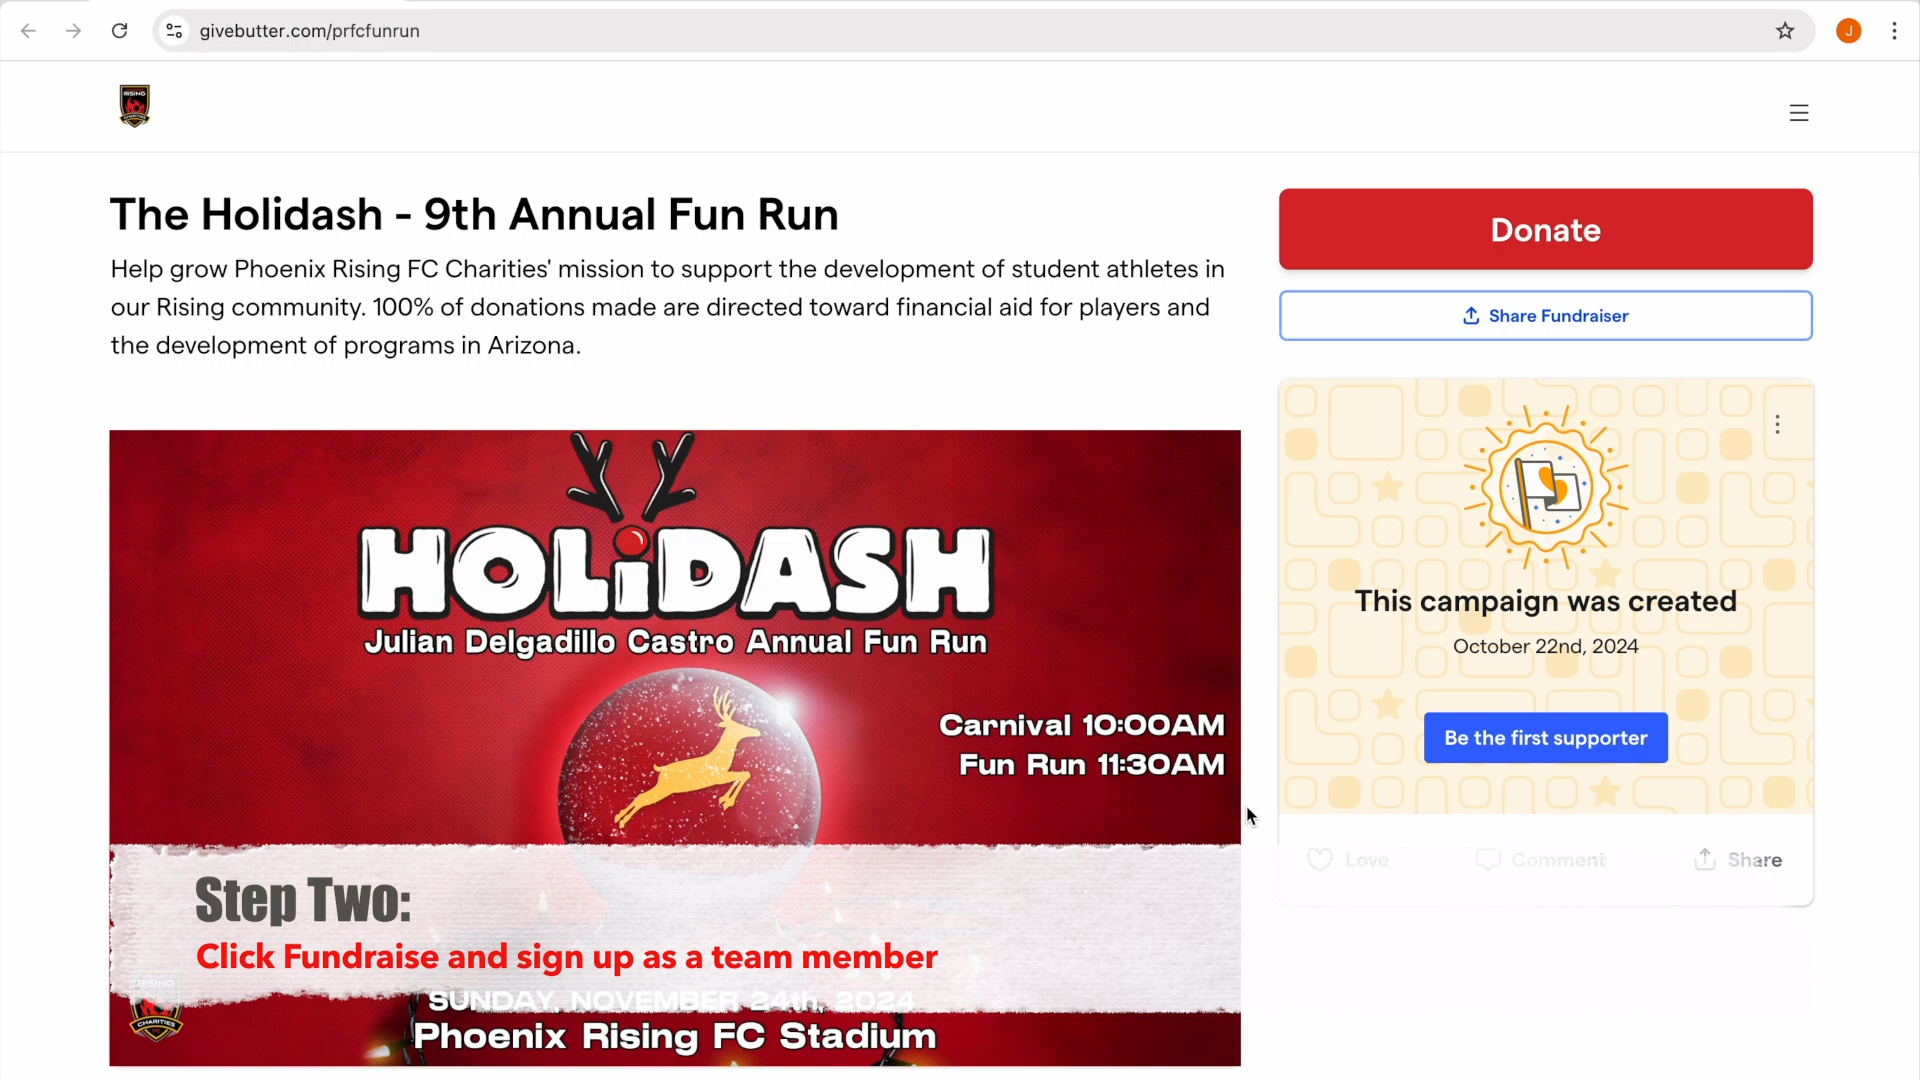 givebutter.com/prfcfunrun
J
RISING
The Holidash - 9th Annual Fun Run
Help grow Phoenix Rising FC Charities' mission to support the development of student athletes in
our Rising community. 100% of donations made are directed toward financial aid for players and
the development of programs in Arizona.
Donate
Share Fundraiser
HOLiDASH
Julian Delgadillo Castro Annual Fun Run
Carnival 10:00AM
Fun Run 11:30AM
This campaign was created
October 22nd, 2024
Be the first supporter
Love
Comment
Share
Step Two:
Click Fundraise and sign up as a team member
RISING
CHARITIES
SUNDAY, NOVEMBER 24th, 2024
Phoenix Rising FC Stadium